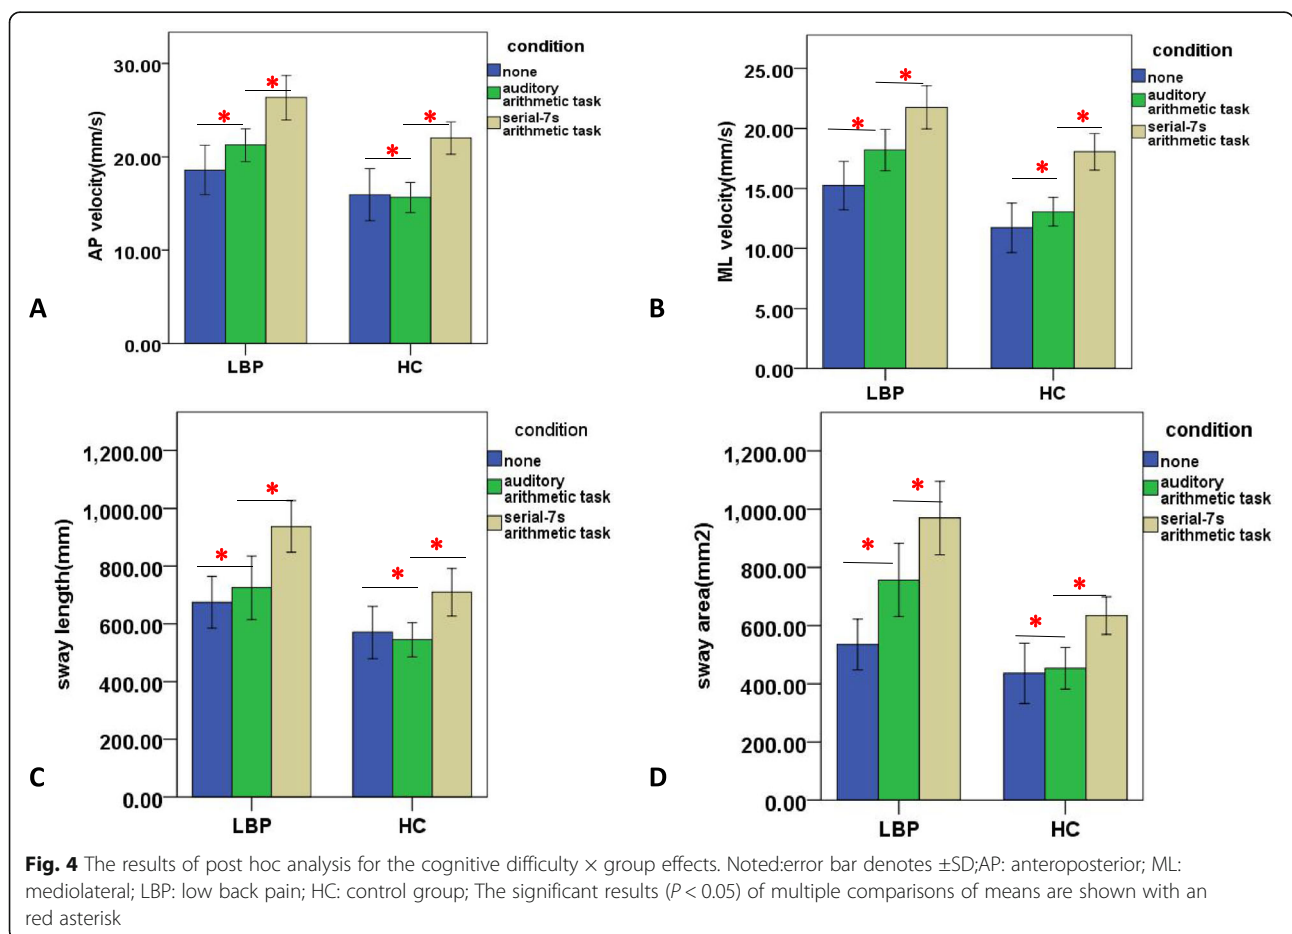 condition
none
auditory
arithmetic task
serial-7s
arithmetic task
30.00
20.00
10.00
0.00
AP velocity(mm/s)
*
*
*
*
LBP
HC
A
condition
none
auditory
arithmetic task
serial-7s
arithmetic task
25.00
20.00
15.00
10.00
5.00
0.00
ML velocity(mm/s)
*
*
*
*
LBP
HC
B
condition
none
auditory
arithmetic task
serial-7s
arithmetic task
1,200.00
1,000.00
800.00
600.00
400.00
200.00
0.00
sway length(mm)
*
*
*
*
LBP
HC
C
condition
none
auditory
arithmetic task
serial-7s
arithmetic task
1,200.00
1,000.00
800.00
600.00
400.00
200.00
0.00
sway area(mm2)
*
*
*
*
LBP
HC
D
Fig. 4 The results of post hoc analysis for the cognitive difficulty × group effects. Noted:error bar denotes ±SD;AP: anteroposterior; ML:
mediolateral; LBP: low back pain; HC: control group; The significant results (P < 0.05) of multiple comparisons of means are shown with an
red asterisk